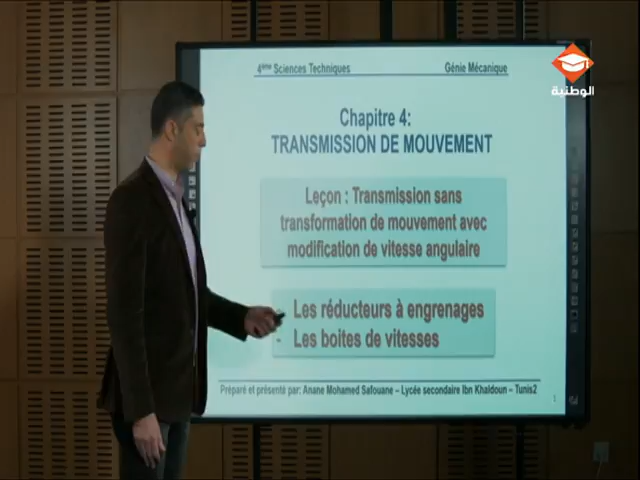 4ème Sciences Techniques Génie Mécanique
الوطنية
Chapitre 4:
TRANSMISSION DE MOUVEMENT
Leçon : Transmission sans
transformation de mouvement avec
modification de vitesse angulaire
- Les réducteurs à engrenages
- Les boites de vitesses
Préparé et présenté par: Anane Mohamed Safouane – Lycée secondaire Ibn Khaldoun – Tunis2
1